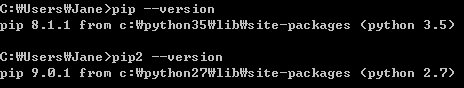 C:₩Users₩Jane>pip --version
pip 8.1.1 from c:₩python35₩lib₩site-packages (python 3.5)
C:₩Users₩Jane>pip2 --version
pip 9.0.1 from c:₩python27₩lib₩site-packages (python 2.7)